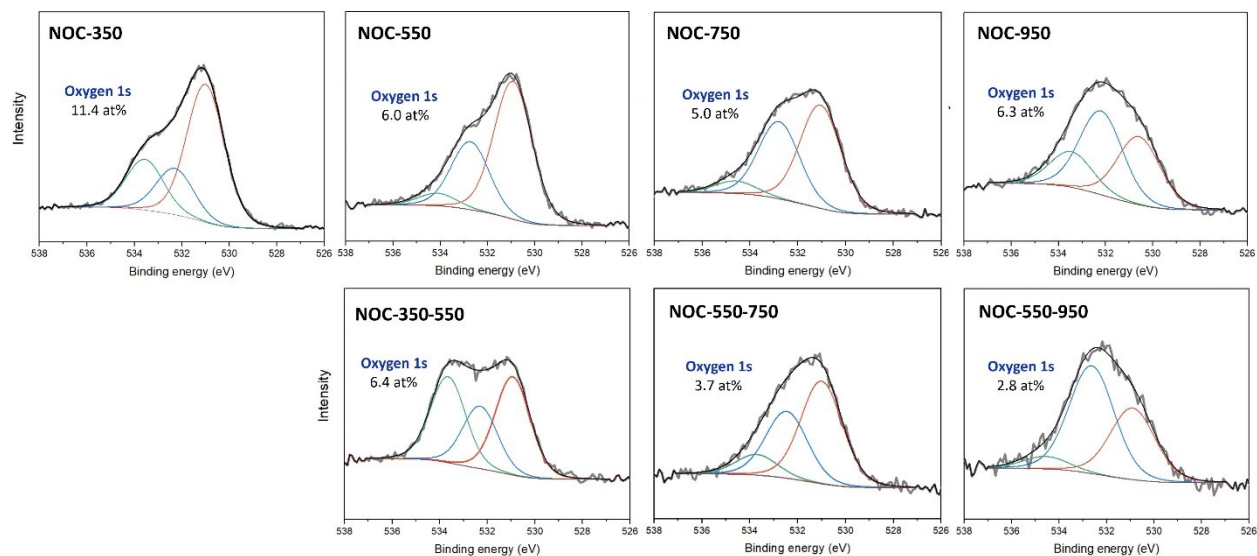 NOC-350
Oxygen 1s
11.4 at%
Intensity
538 536 534 532 530 528 526
Binding energy (eV)
NOC-550
Oxygen 1s
6.0 at%
538 536 534 532 530 528 526
Binding energy (eV)
NOC-750
Oxygen 1s
5.0 at%
538 536 534 532 530 528 526
Binding energy (eV)
NOC-950
Oxygen 1s
6.3 at%
538 536 534 532 530 528 526
Binding energy (eV)
NOC-350-550
Oxygen 1s
6.4 at%
Intensity
538 536 534 532 530 528 526
Binding energy (eV)
NOC-550-750
Oxygen 1s
3.7 at%
538 536 534 532 530 528 526
Binding energy (eV)
NOC-550-950
Oxygen 1s
2.8 at%
538 536 534 532 530 528 526
Binding energy (eV)